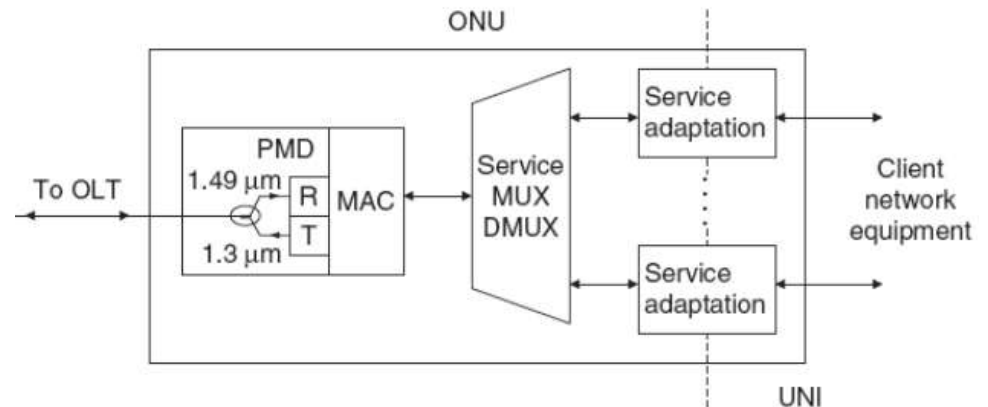 ONU
To OLT
PMD
1.49 μm
R
MAC
T
1.3 μm
Service
MUX
DMUX
Service
adaptation
Service
adaptation
Client
network
equipment
UNI